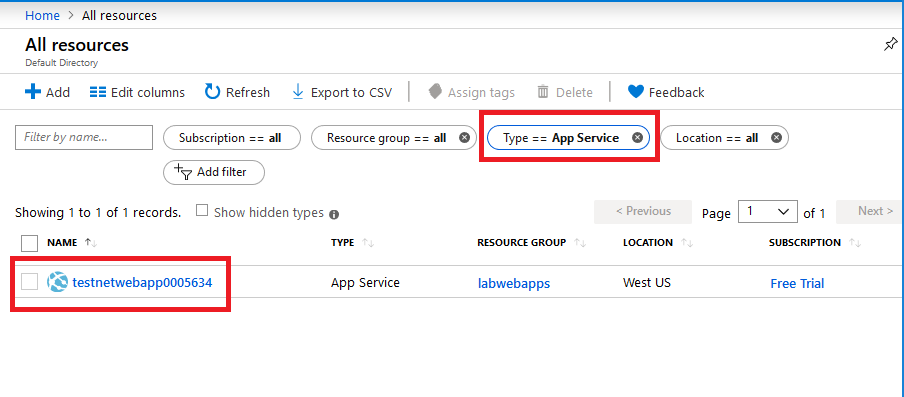 Home > All resources
All resources
Default Directory
Add Edit columns Refresh Export to CSV Assign tags Delete Feedback
Filter by name... Subscription == all Resource group == all Type == App Service Location == all
Add filter
Showing 1 to 1 of 1 records. Show hidden types < Previous Page 1 of 1 Next >
NAME TYPE RESOURCE GROUP LOCATION SUBSCRIPTION
testnetwebapp0005634 App Service labwebapps West US Free Trial